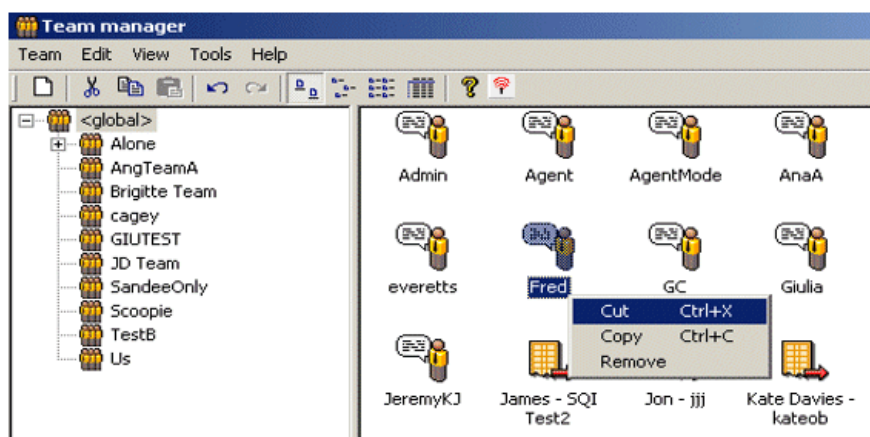 Team manager
Team Edit View Tools Help
<global>
Alone
AngTeamA
Brigitte Team
cagey
GIUTEST
JD Team
SandeeOnly
Scoopie
TestB
Us
Admin Agent AgentMode AnaA
everetts Fred GC Giulia
Cut Ctrl+X
Copy Ctrl+C
Remove
JeremyKJ James - SQI Jon - jjj Kate Davies -
Test2 kateob